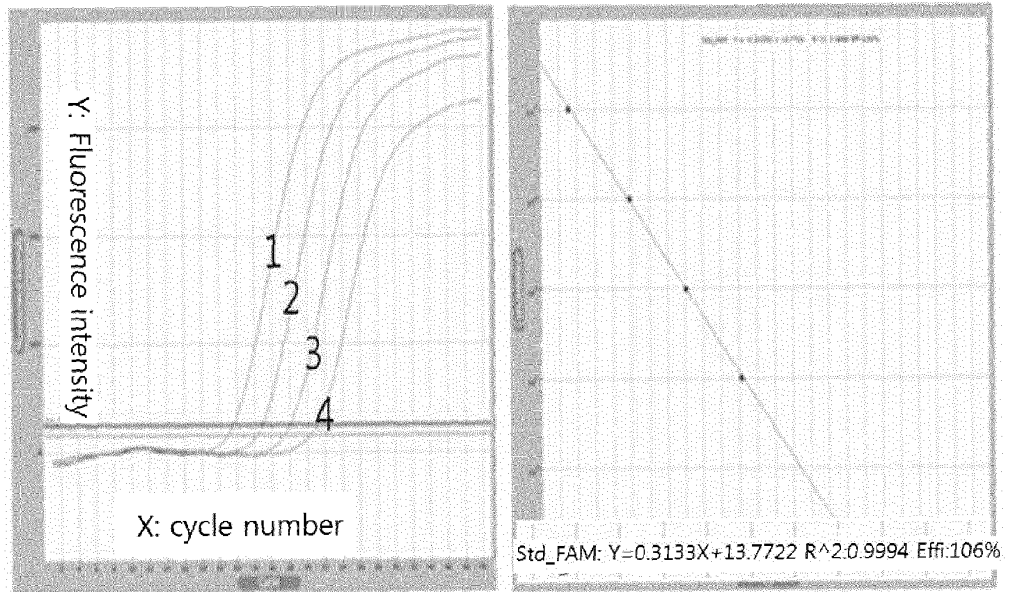 Y: Fluorescence intensity
1
2
3
4
X: cycle number
Std_FAM: Y=0.3133X+13.7722 R^2:0.9994 Effi:106%